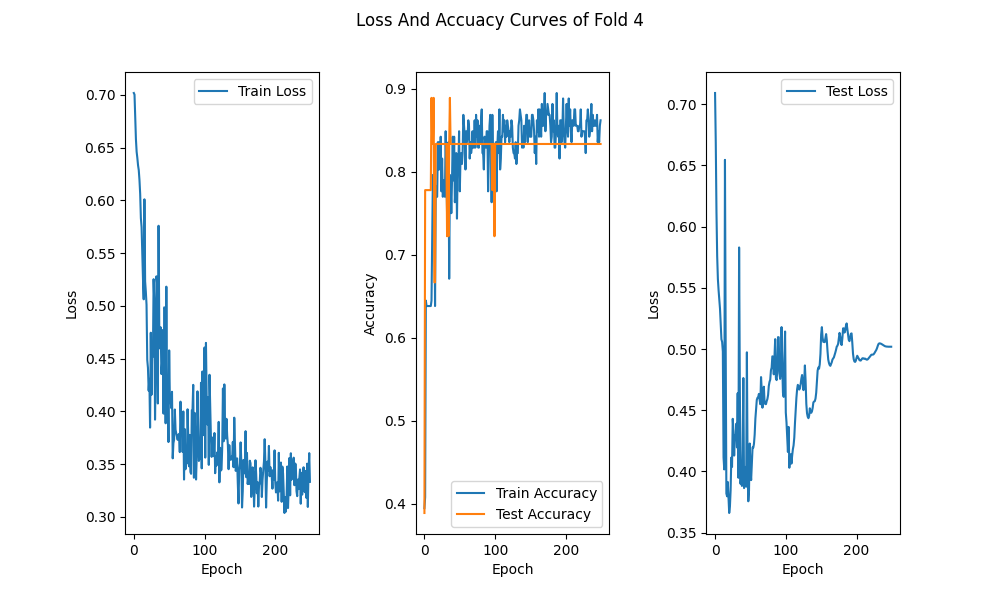 Loss And Accuacy Curves of Fold 4
Train Loss
0.70
0.65
0.60
0.55
0.50
0.45
0.40
0.35
0.30
Loss
0
100
200
Epoch
0.9
0.8
0.7
0.6
0.5
0.4
Accuracy
Train Accuracy
Test Accuracy
0
100
200
Epoch
Test Loss
0.70
0.65
0.60
0.55
0.50
0.45
0.40
0.35
Loss
0
100
200
Epoch